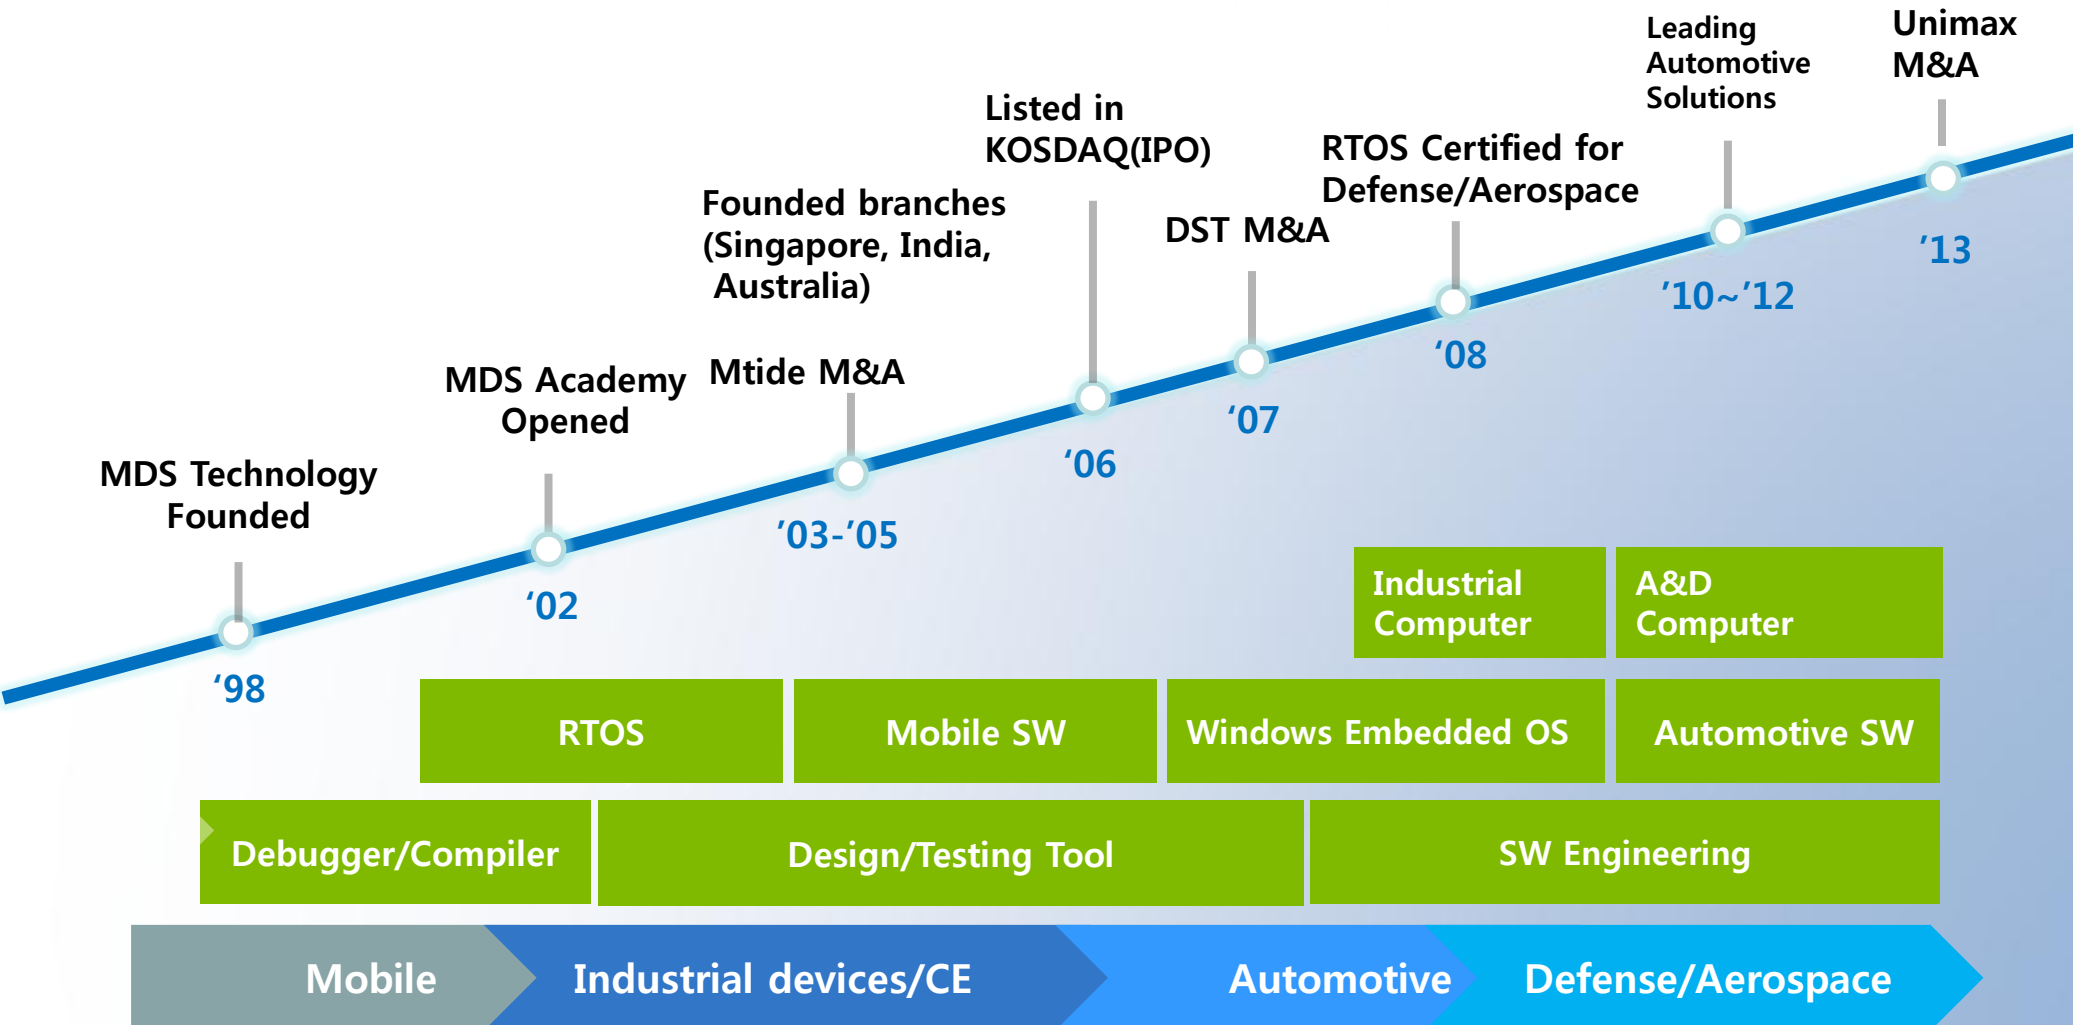 Leading
Automotive
Solutions
Unimax
M&A
Listed in
KOSDAQ(IPO)
RTOS Certified for
Defense/Aerospace
Founded branches
(Singapore, India,
Australia)
DST M&A
’13
’10~’12
‘08
MDS Academy
Opened
Mtide M&A
‘07
‘06
MDS Technology
Founded
’03-’05
‘02
‘98
Industrial
Computer
A&D
Computer
RTOS
Mobile SW
Windows Embedded OS
Automotive SW
Debugger/Compiler
Design/Testing Tool
SW Engineering
Mobile
Industrial devices/CE
Automotive
Defense/Aerospace